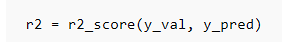 r2 = r2_score(y_val, y_pred)